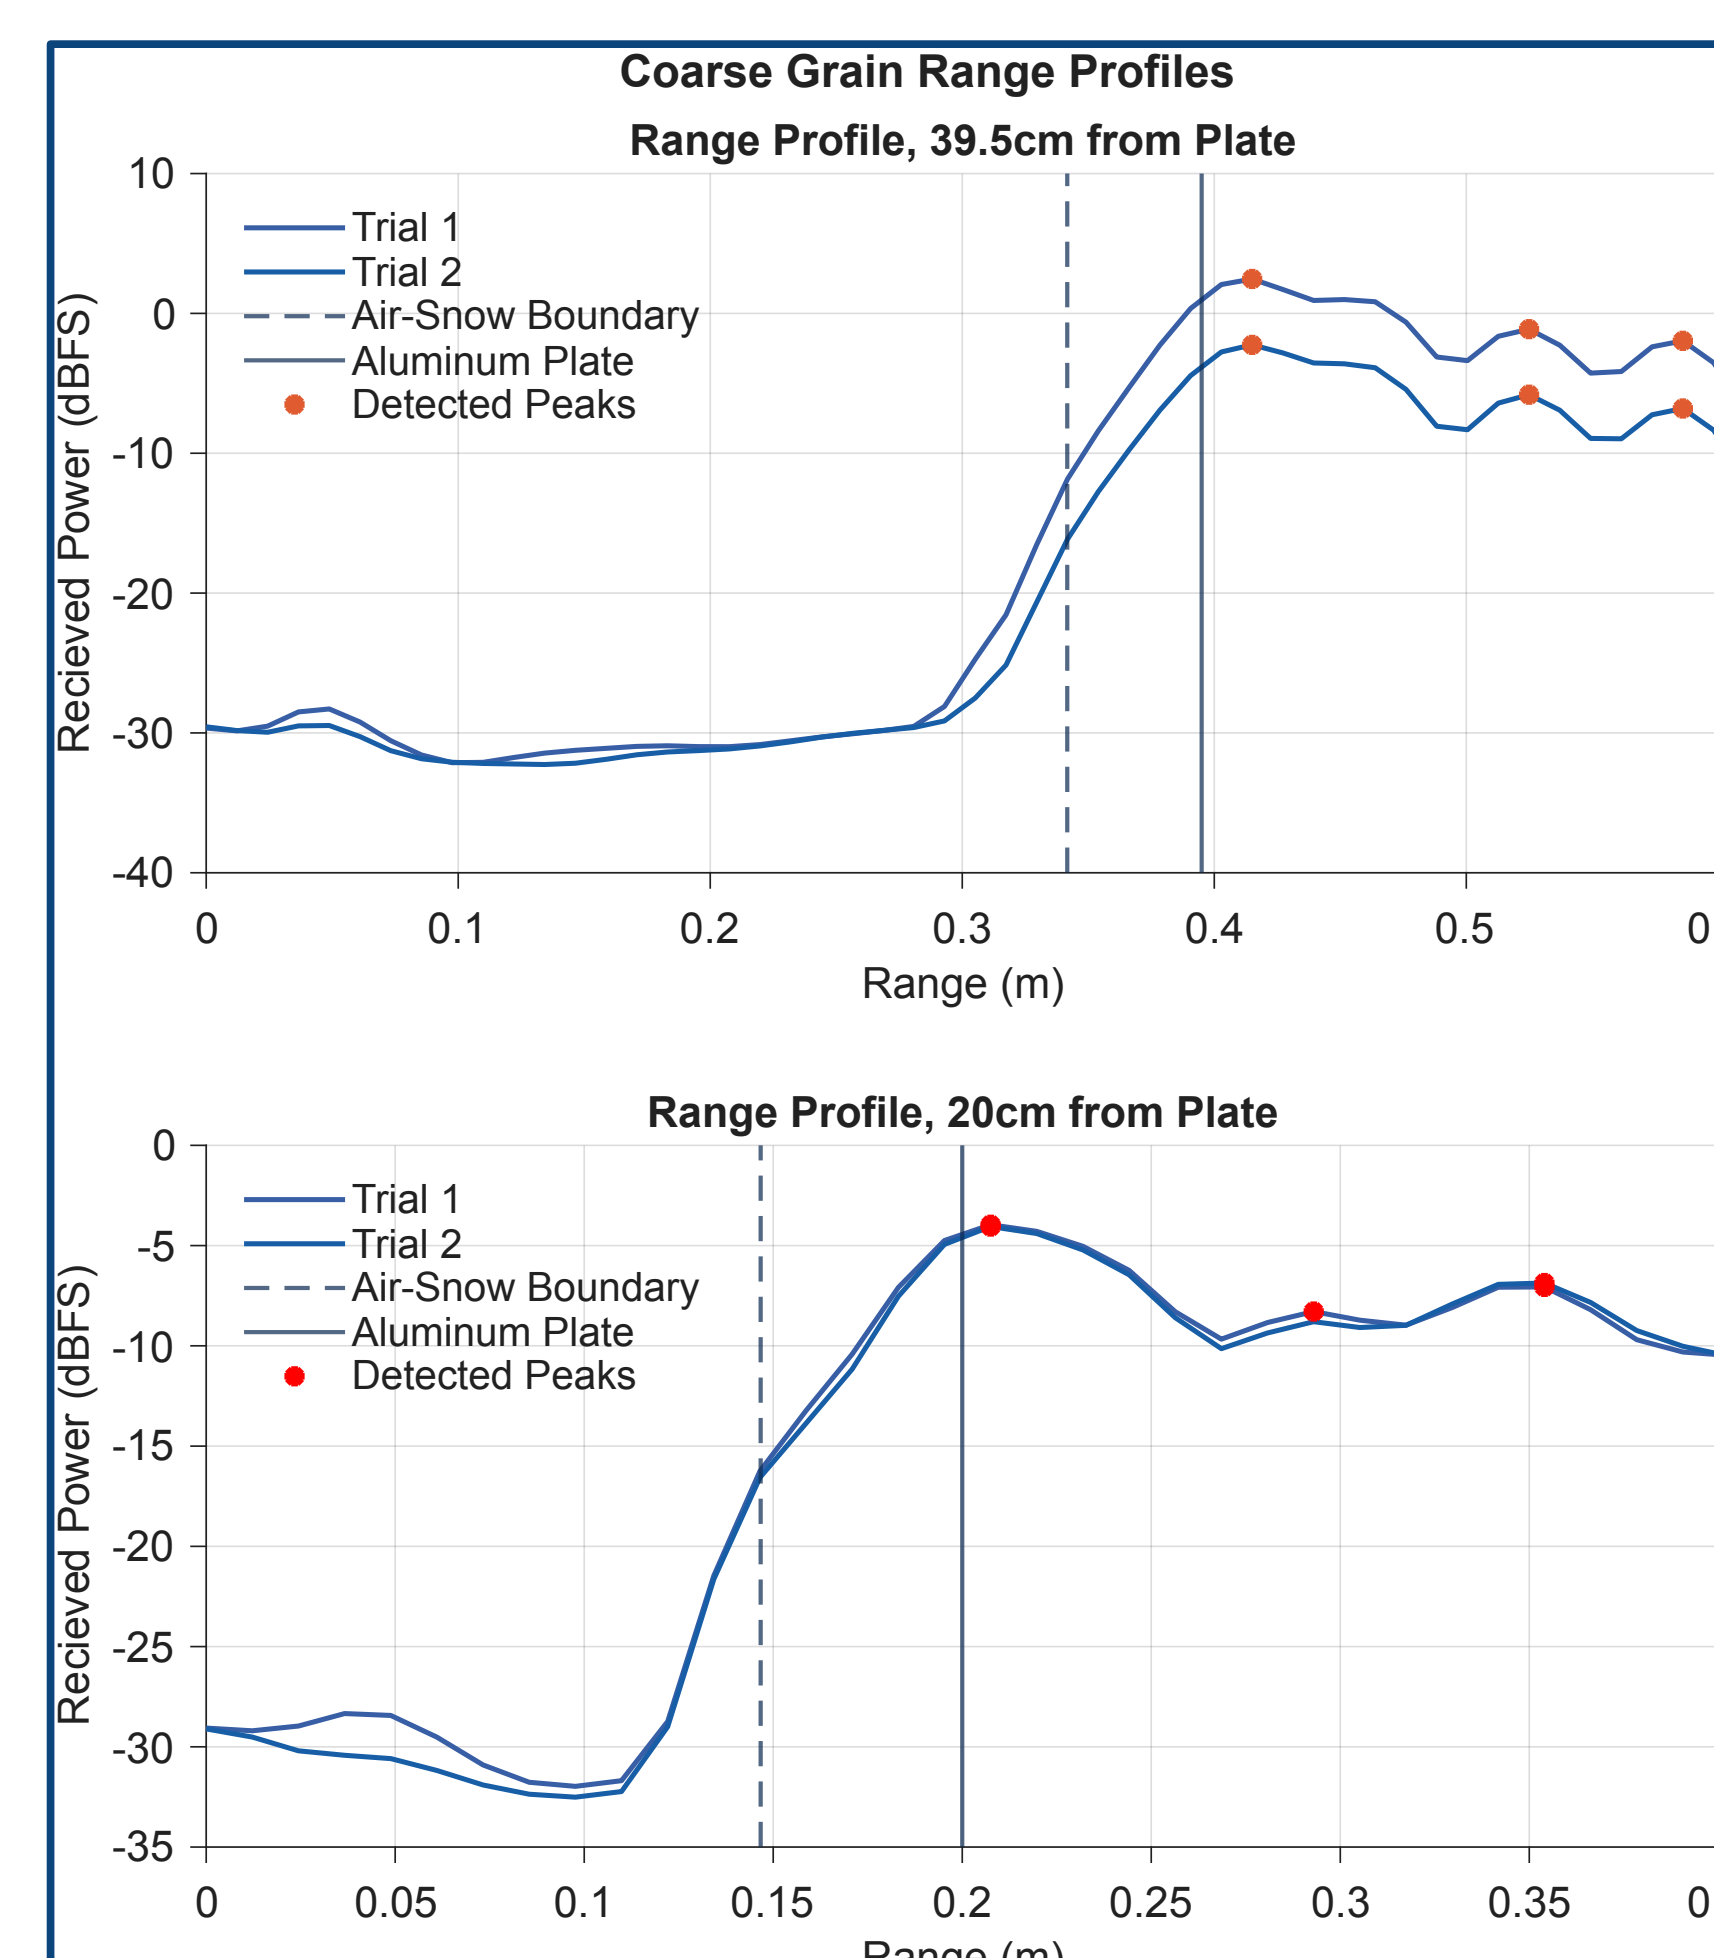 Coarse Grain Range Profiles
Range Profile, 39.5cm from Plate
10
0
-10
-20
-30
-40
Recieved Power (dBFS)
Trial 1
Trial 2
Air-Snow Boundary
Aluminum Plate
Detected Peaks
0 0.1 0.2 0.3 0.4 0.5 0
Range (m)
Range Profile, 20cm from Plate
0
-5
-10
-15
-20
-25
-30
-35
Recieved Power (dBFS)
Trial 1
Trial 2
Air-Snow Boundary
Aluminum Plate
Detected Peaks
0 0.05 0.1 0.15 0.2 0.25 0.3 0.35 0
Range (m)